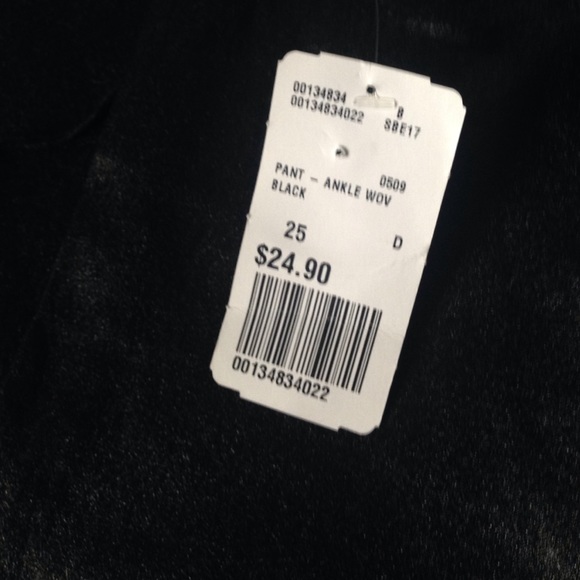 00134834 B
00134834022 SBE17
PANT - ANKLE WOV 0509
BLACK
25 D
$24.90
00134834022